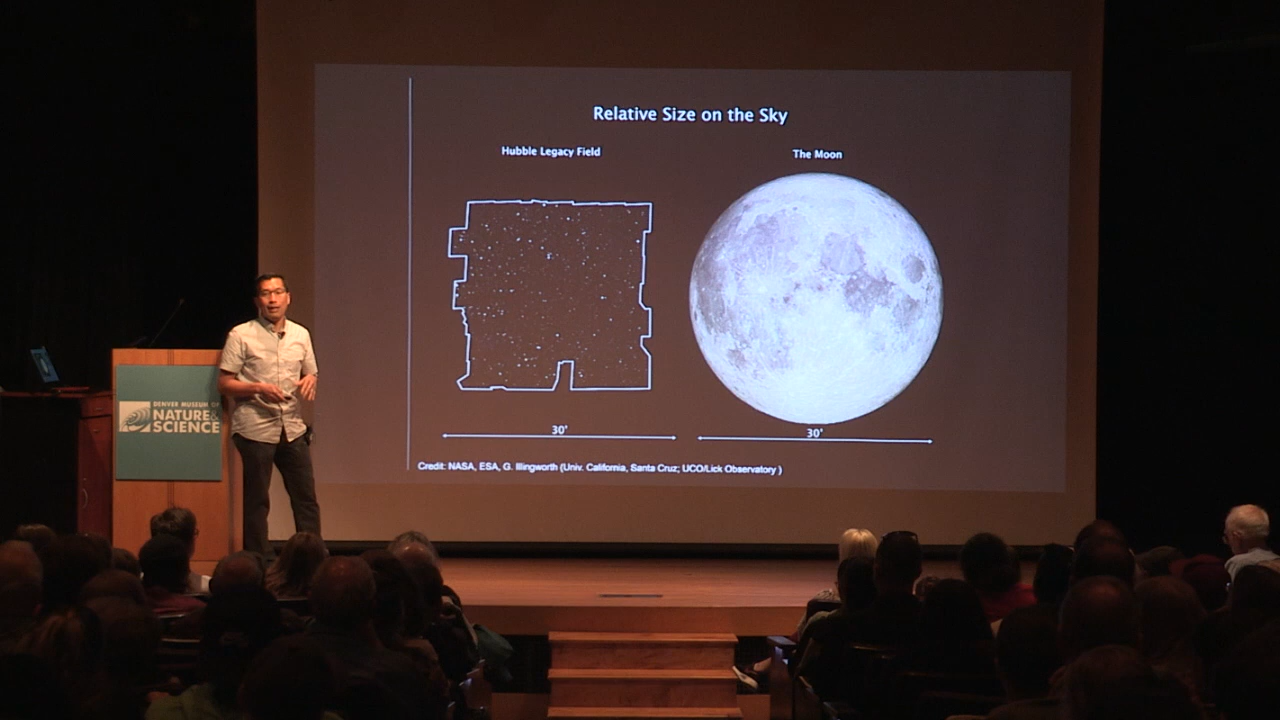 Relative Size on the Sky
Hubble Legacy Field
The Moon
30'
30'
Credit: NASA, ESA, G. Illingworth (Univ. California, Santa Cruz; UCO/Lick Observatory )
DENVER MUSEUM OF
NATURE&
SCIENCE